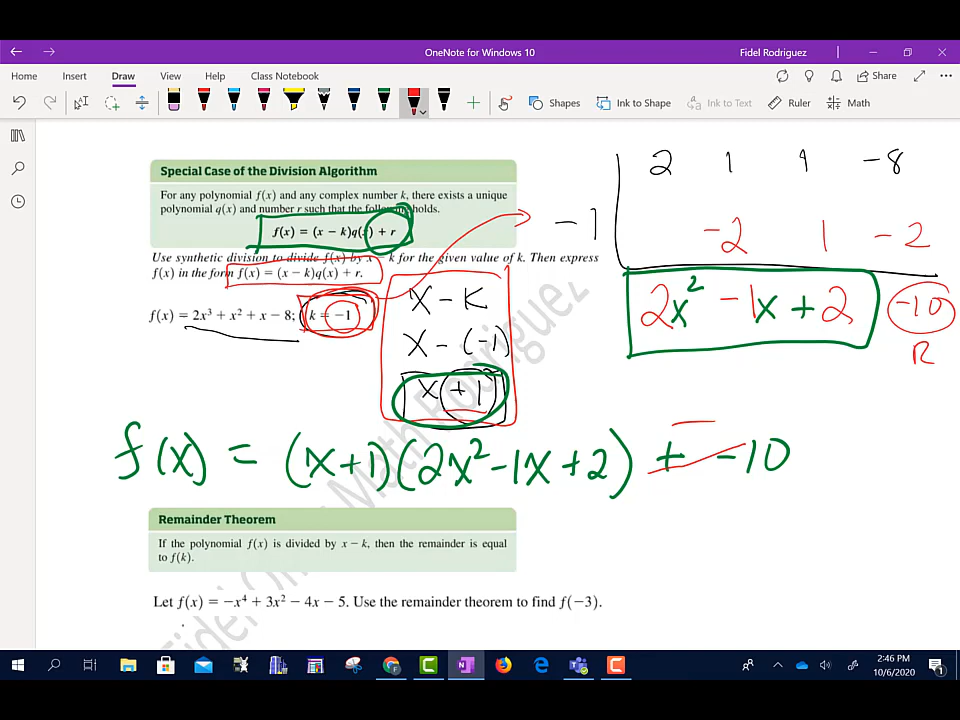 OneNote for Windows 10
Fidel Rodriguez
Home Insert Draw View Help Class Notebook
Share
Shapes Ink to Shape Ink to Text Ruler Math
Special Case of the Division Algorithm
For any polynomial f(x) and any complex number k, there exists a unique
polynomial q(x) and number r such that the following holds.
f(x) = (x − k)q(x) + r
Use synthetic division to divide f(x) by x − k for the given value of k. Then express
f(x) in the form f(x) = (x − k)q(x) + r.
f(x) = 2x³ + x² + x − 8; k = −1
x − k
x − (−1)
x + 1
2 1 1 −8
−1
−2 1 −2
2x² −1x + 2 −10
R
f(x) = (x+1)(2x² −1x +2) + −10
Remainder Theorem
If the polynomial f(x) is divided by x − k, then the remainder is equal
to f(k).
Let f(x) = −x⁴ + 3x² − 4x − 5. Use the remainder theorem to find f(−3).
2:46 PM
10/6/2020